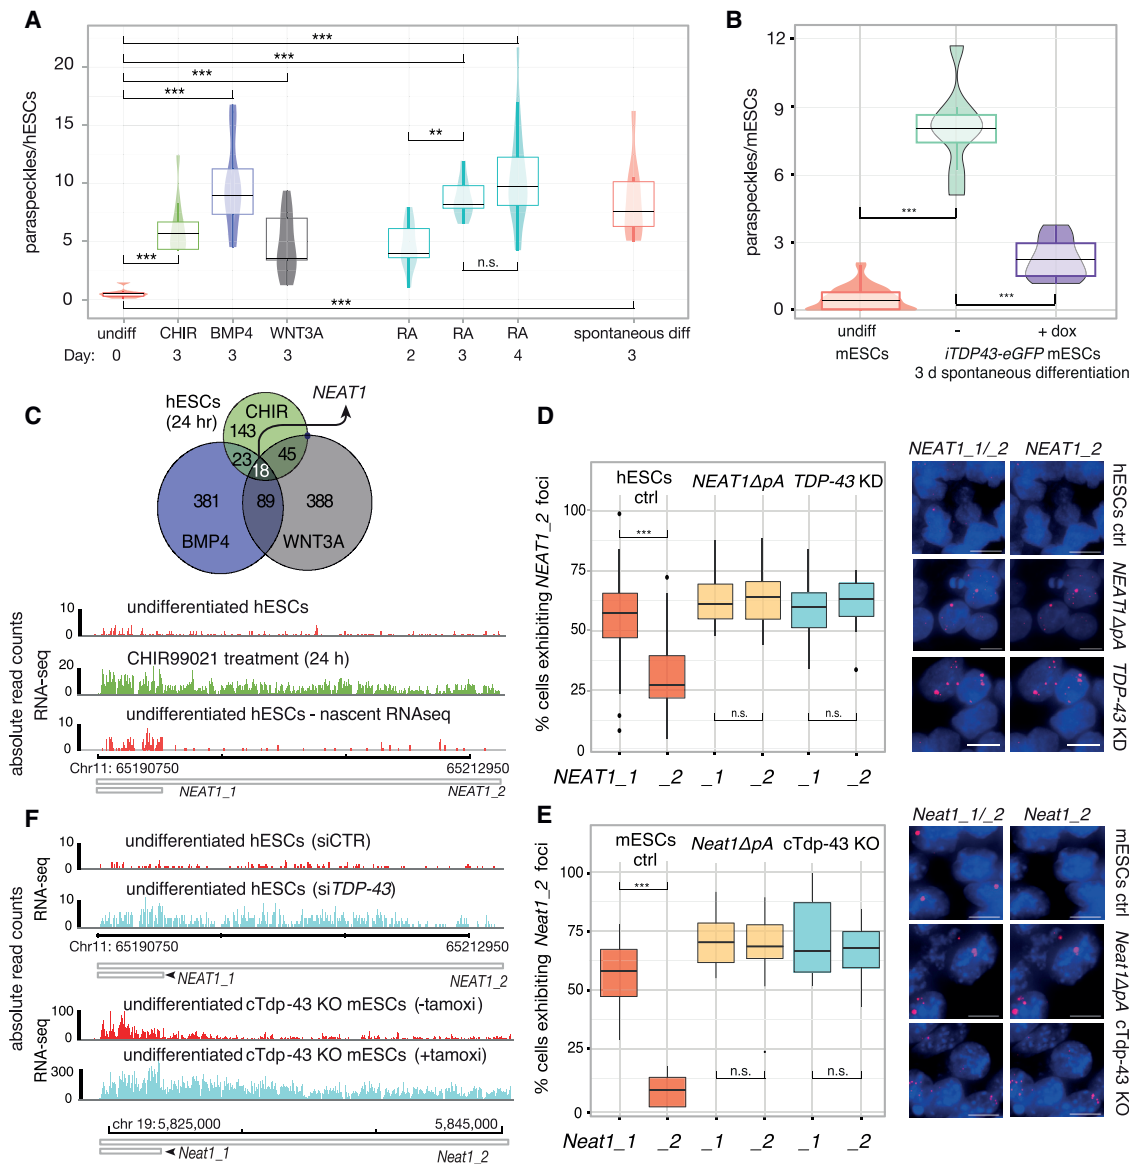 A
paraspeckles/hESCs
20
15
10
5
0
***
***
***
***
***
**
n.s.
***
undiff CHIR BMP4 WNT3A RA RA RA spontaneous diff
Day: 0 3 3 3 2 3 4 3
B
paraspeckles/mESCs
12
9
6
3
0
***
***
undiff - + dox
mESCs iTDP43-eGFP mESCs
3 d spontaneous differentiation
C
hESCs
(24 hr)
NEAT1
CHIR
143
23 45
18
381 89 388
BMP4 WNT3A
absolute read counts
RNA-seq
10
0
undifferentiated hESCs
20
0
CHIR99021 treatment (24 h)
10
0
undifferentiated hESCs - nascent RNAseq
Chr11: 65190750 65212950
NEAT1_1 NEAT1_2
D
% cells exhibiting NEAT1_2 foci
100
75
50
25
0
hESCs
ctrl
NEAT1ΔpA TDP-43 KD
***
n.s. n.s.
NEAT1_1 _2 _1 _2 _1 _2
NEAT1_1/_2 NEAT1_2
hESCs ctrl
NEAT1ΔpA
TDP-43 KD
E
% cells exhibiting Neat1_2 foci
100
75
50
25
0
mESCs
ctrl
Neat1ΔpA cTdp-43 KO
***
n.s. n.s.
Neat1_1 _2 _1 _2 _1 _2
Neat1_1/_2 Neat1_2
mESCs ctrl
Neat1ΔpA
cTdp-43 KO
F
absolute read counts
RNA-seq
10
0
undifferentiated hESCs (siCTR)
10
0
undifferentiated hESCs (siTDP-43)
Chr11: 65190750 65212950
NEAT1_1 NEAT1_2
RNA-seq
100
0
undifferentiated cTdp-43 KO mESCs (-tamoxi)
300
0
undifferentiated cTdp-43 KO mESCs (+tamoxi)
chr 19: 5,825,000 5,845,000
Neat1_1 Neat1_2